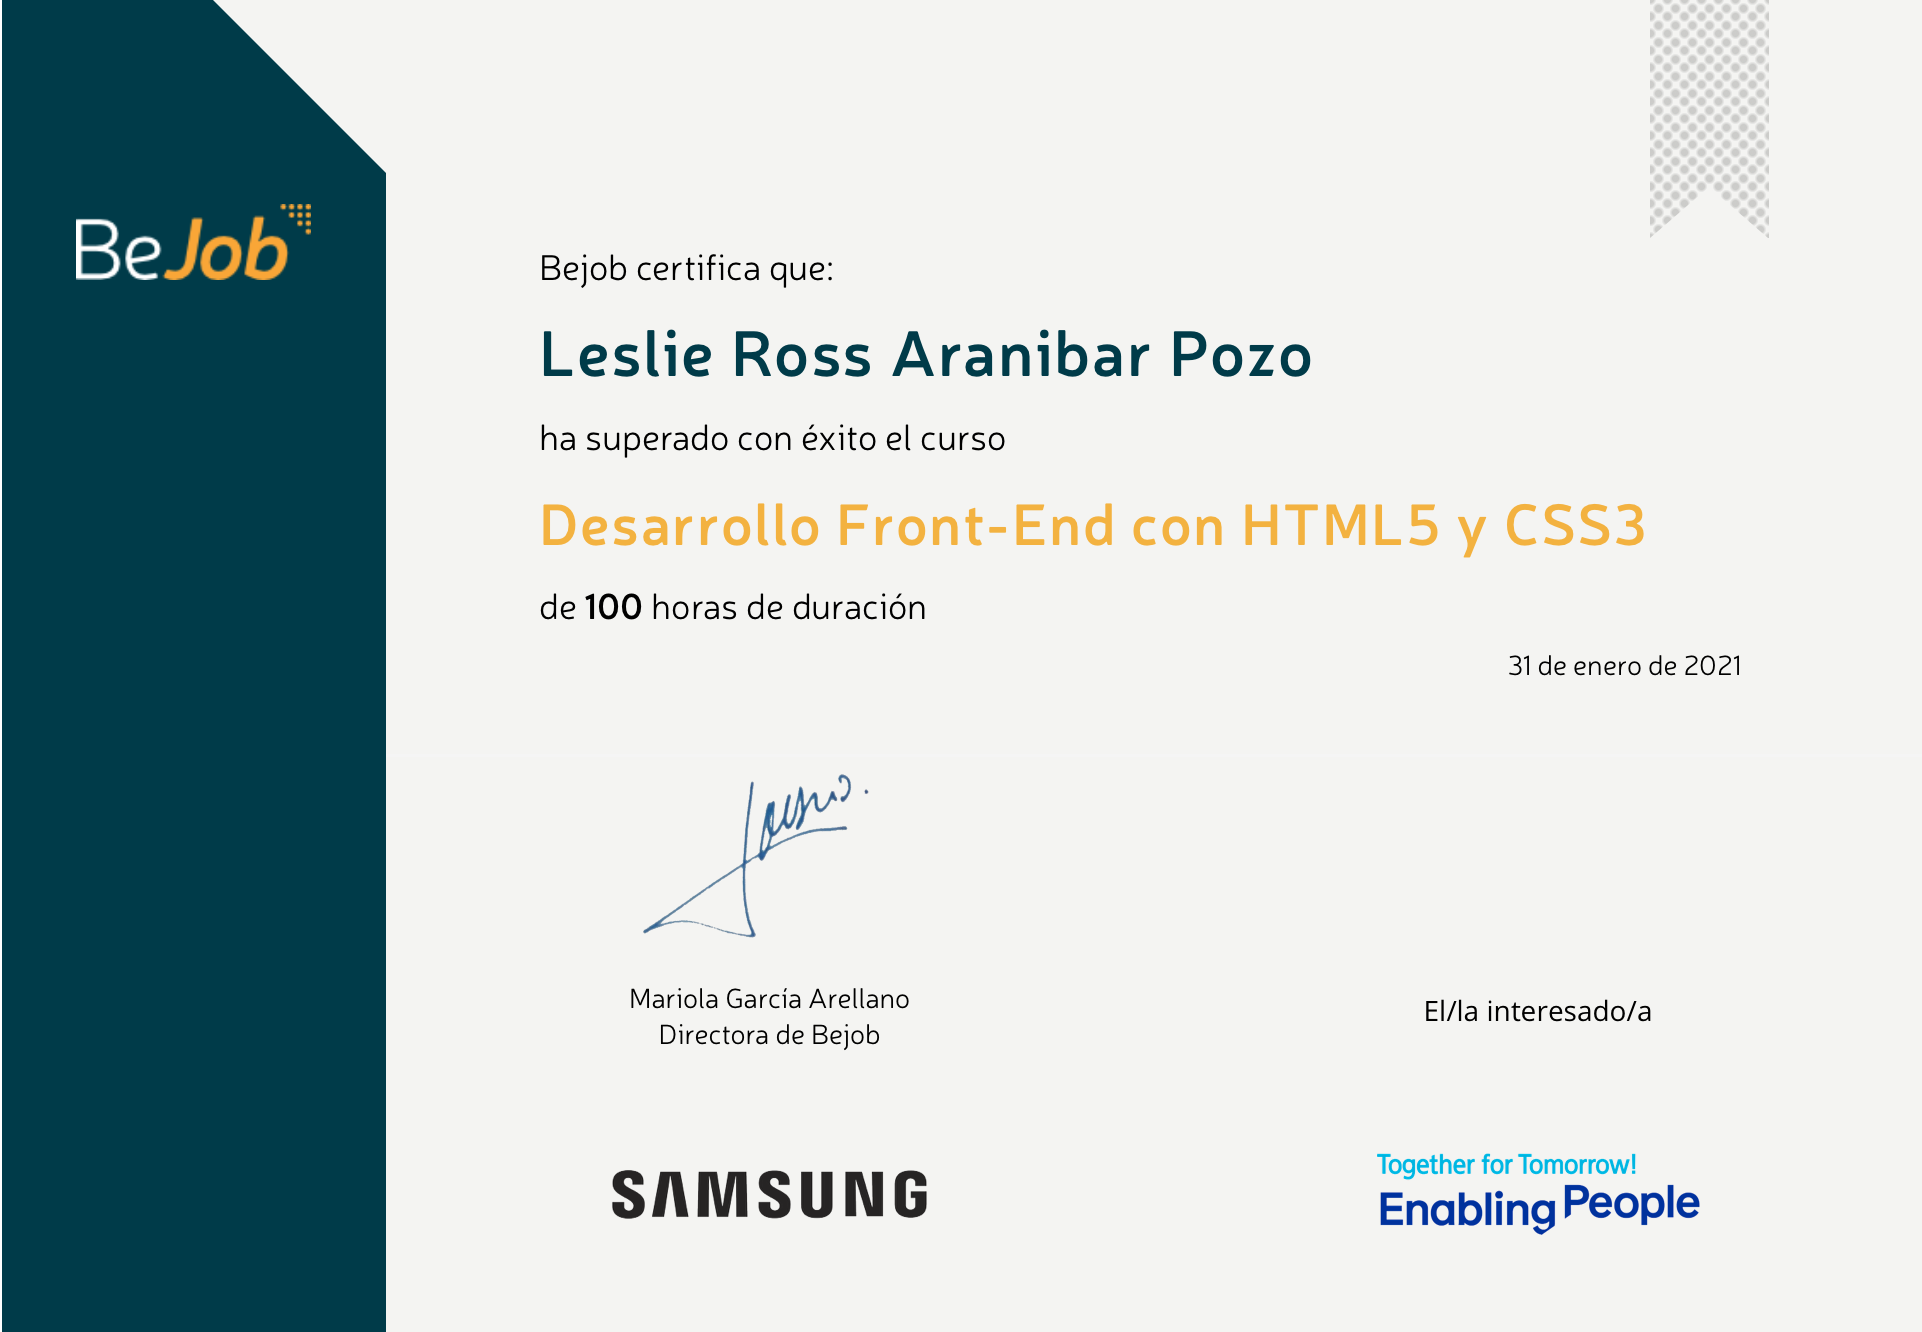 BeJob
Bejob certifica que:
Leslie Ross Aranibar Pozo
ha superado con éxito el curso
Desarrollo Front-End con HTML5 y CSS3
de 100 horas de duración
31 de enero de 2021
Mariola García Arellano
Directora de Bejob
El/la interesado/a
SAMSUNG
Together for Tomorrow!
Enabling People